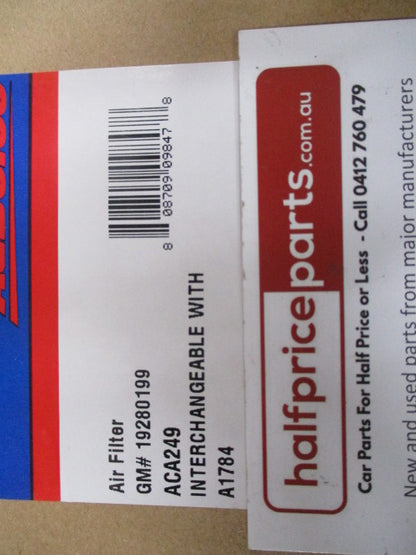 ACDelco
8 08709 09847 8
Air Filter
GM# 19280199
ACA249
INTERCHANGEABLE WITH
A1784
halfpriceparts.com.au
Car Parts For Half Price or Less - Call 0412 760 479
New and used parts from major manufacturers